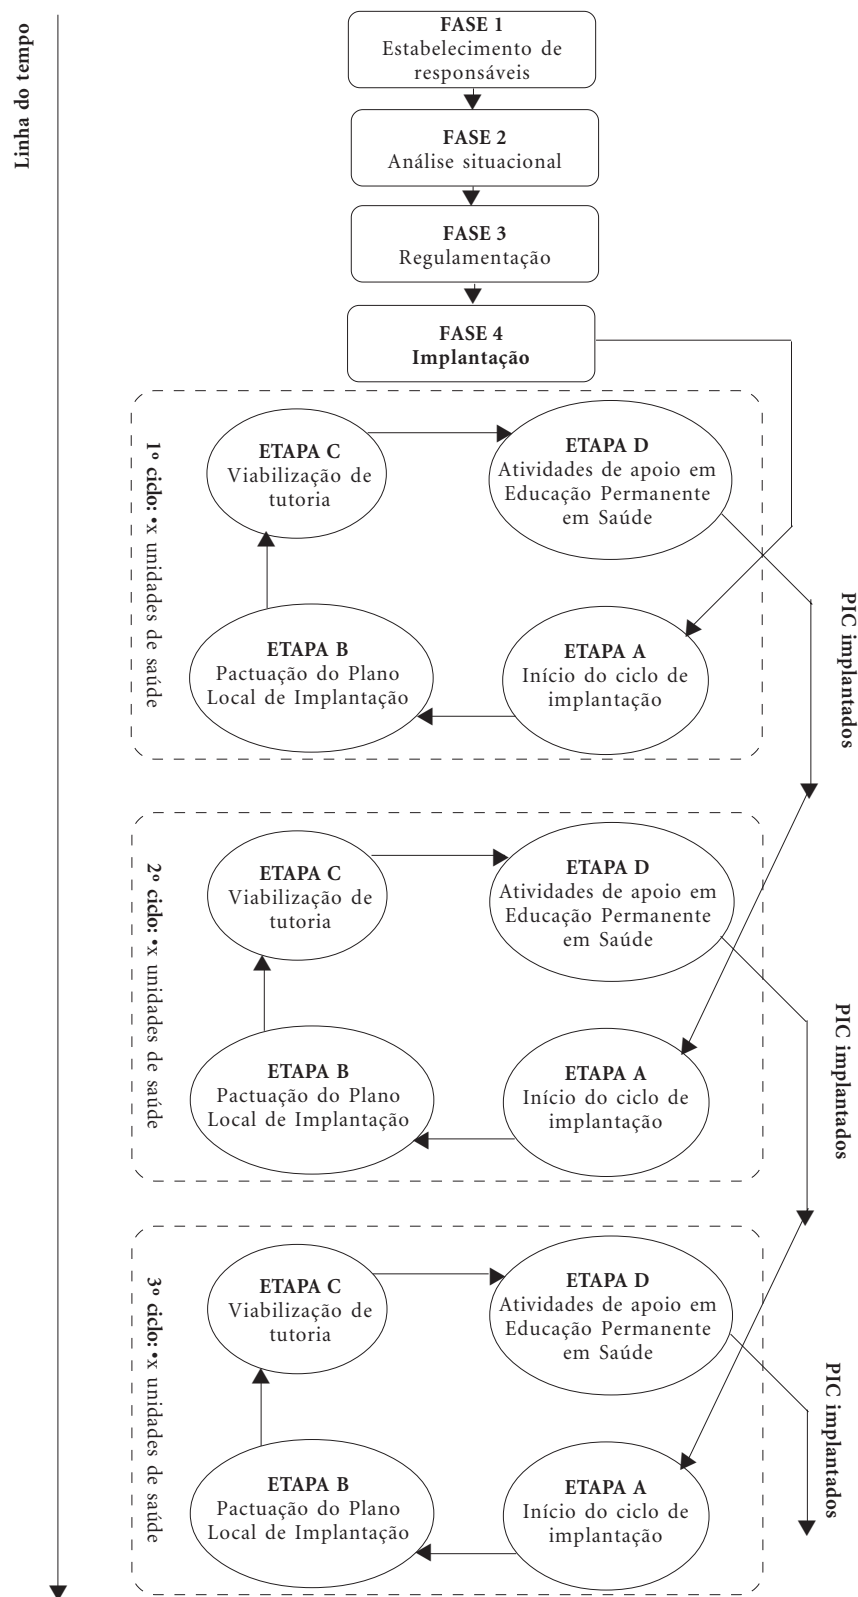 Linha do tempo
FASE 1
Estabelecimento de
responsáveis
FASE 2
Análise situacional
FASE 3
Regulamentação
FASE 4
Implantação
1º ciclo: •x unidades de saúde
ETAPA C
Viabilização de
tutoria
ETAPA D
Atividades de apoio em
Educação Permanente
em Saúde
ETAPA B
Pactuação do Plano
Local de Implantação
ETAPA A
Início do ciclo de
implantação
PIC implantados
2º ciclo: •x unidades de saúde
ETAPA C
Viabilização de
tutoria
ETAPA D
Atividades de apoio em
Educação Permanente
em Saúde
ETAPA B
Pactuação do Plano
Local de Implantação
ETAPA A
Início do ciclo de
implantação
PIC implantados
3º ciclo: •x unidades de saúde
ETAPA C
Viabilização de
tutoria
ETAPA D
Atividades de apoio em
Educação Permanente
em Saúde
ETAPA B
Pactuação do Plano
Local de Implantação
ETAPA A
Início do ciclo de
implantação
PIC implantados